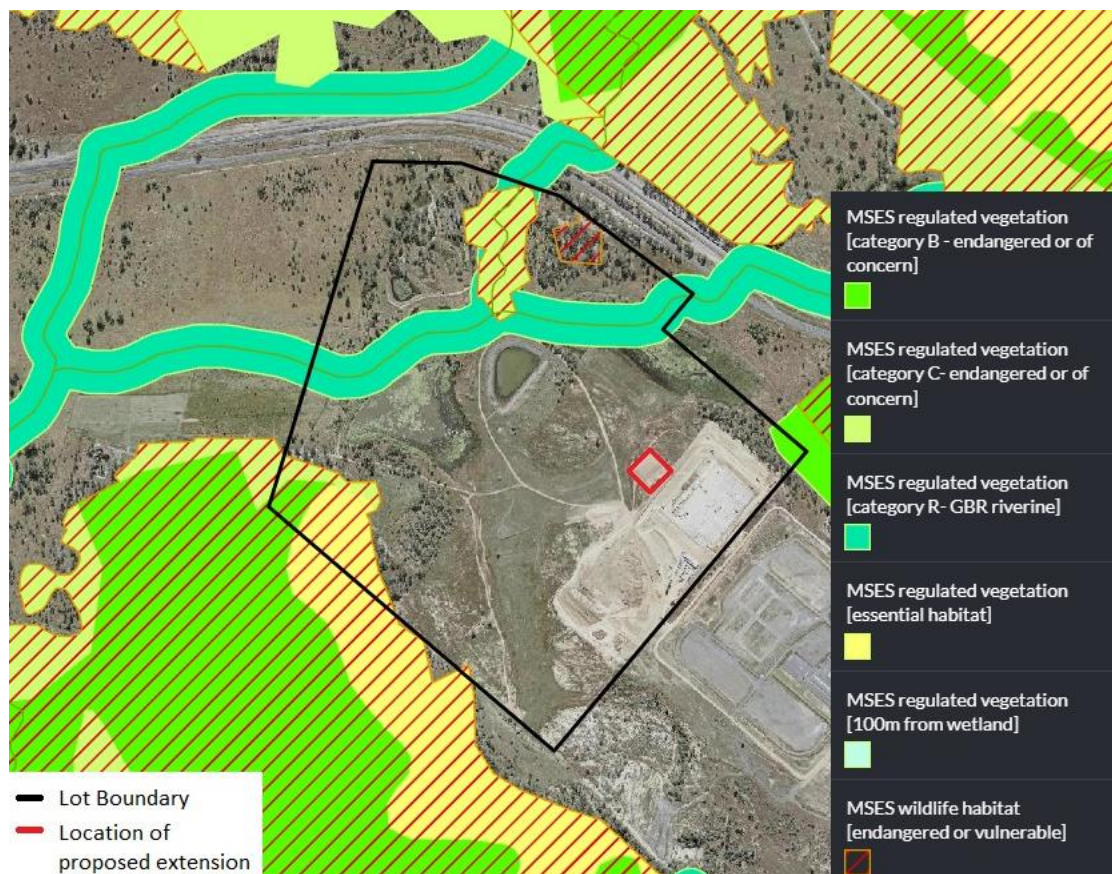 MSES regulated vegetation
[category B - endangered or of
concern]
MSES regulated vegetation
[category C- endangered or of
concern]
MSES regulated vegetation
[category R- GBR riverine]
MSES regulated vegetation
[essential habitat]
MSES regulated vegetation
[100m from wetland]
MSES wildlife habitat
[endangered or vulnerable]
Lot Boundary
Location of
proposed extension